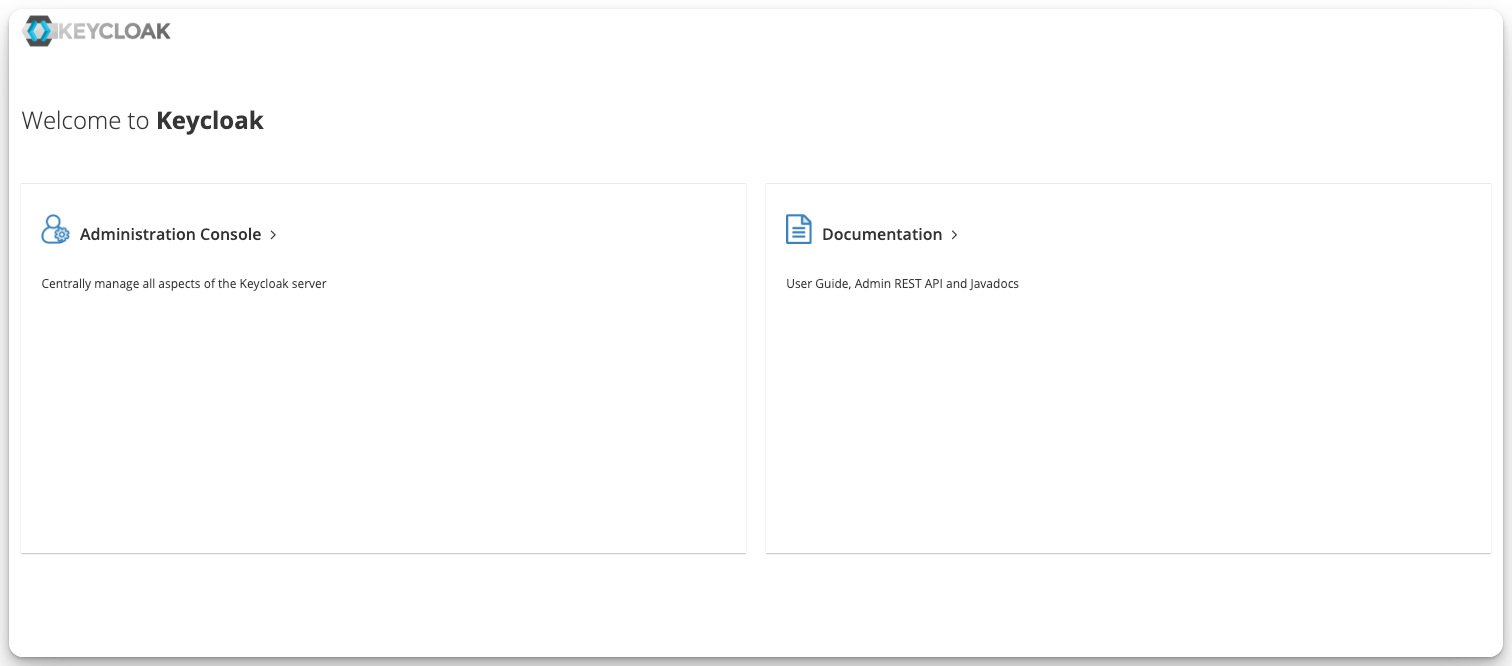 KEYCLOAK
Welcome to Keycloak
Administration Console
Centrally manage all aspects of the Keycloak server
Documentation
User Guide, Admin REST API and Javadocs